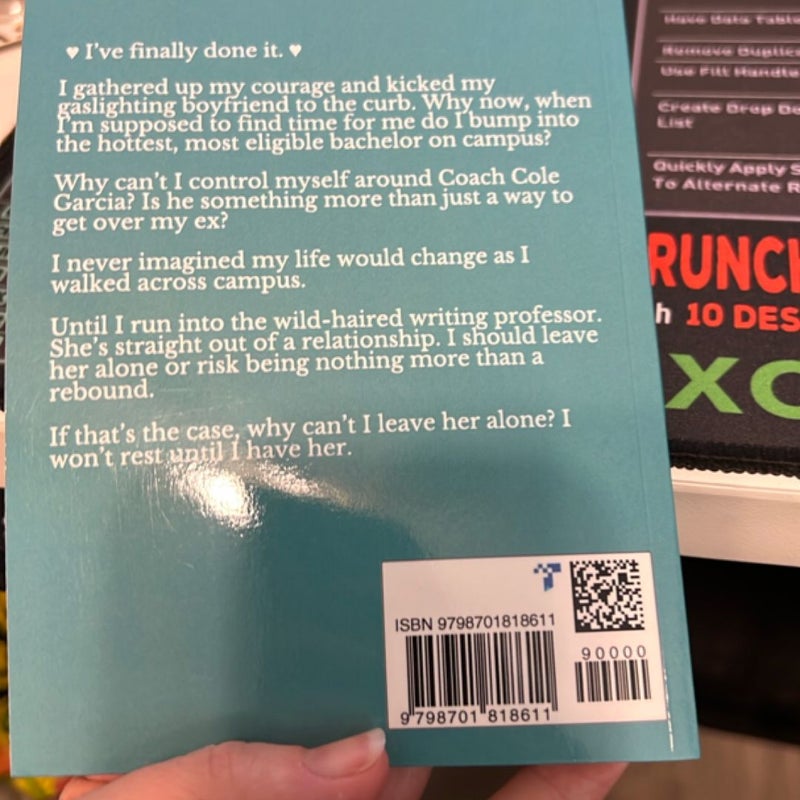 ♥ I've finally done it. ♥
I gathered up my courage and kicked my
gaslighting boyfriend to the curb. Why now, when
I'm supposed to find time for me do I bump into
the hottest, most eligible bachelor on campus?
Why can't I control myself around Coach Cole
Garcia? Is he something more than just a way to
get over my ex?
I never imagined my life would change as I
walked across campus.
Until I run into the wild-haired writing professor.
She's straight out of a relationship. I should leave
her alone or risk being nothing more than a
rebound.
If that's the case, why can't I leave her alone? I
won't rest until I have her.
ISBN 9798701818611
90000
9 798701 818611
Have Data Table
Remove Duplic
Use Fill Handle
Create Drop Do
List
Quickly Apply S
To Alternate R
RUNCH
h 10 DES
XC